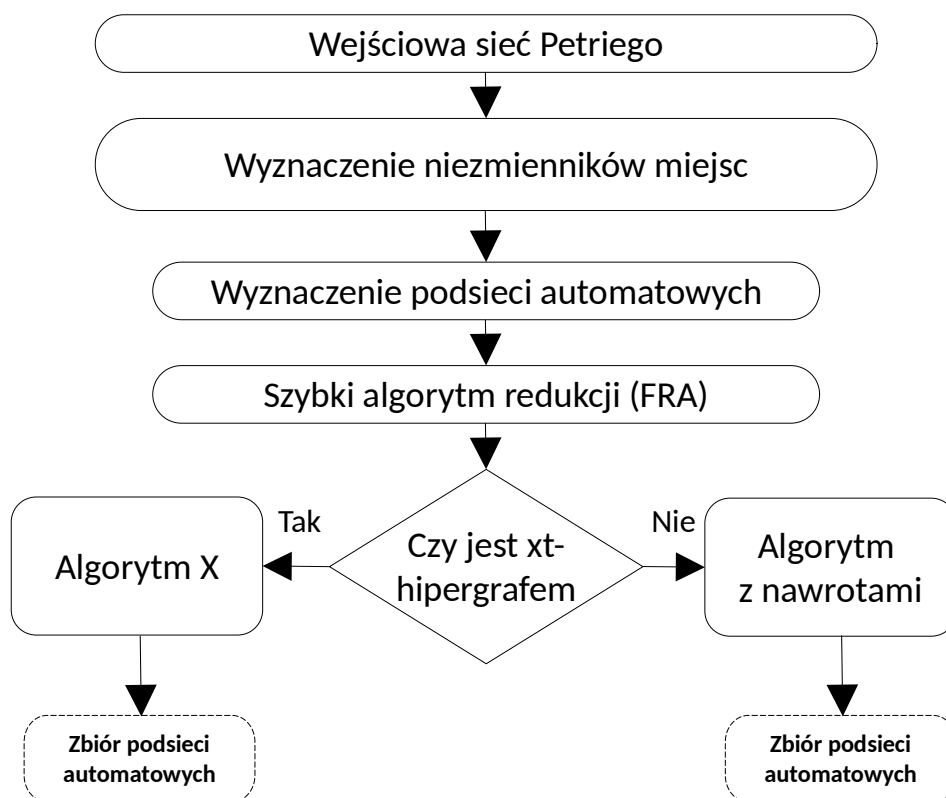 Wejściowa sieć Petriego
Wyznaczenie niezmienników miejsc
Wyznaczenie podsieci automatowych
Szybki algorytm redukcji (FRA)
Tak
Nie
Algorytm X
Czy jest xt-
hipergrafem
Algorytm
z nawrotami
Zbiór podsieci
automatowych
Zbiór podsieci
automatowych